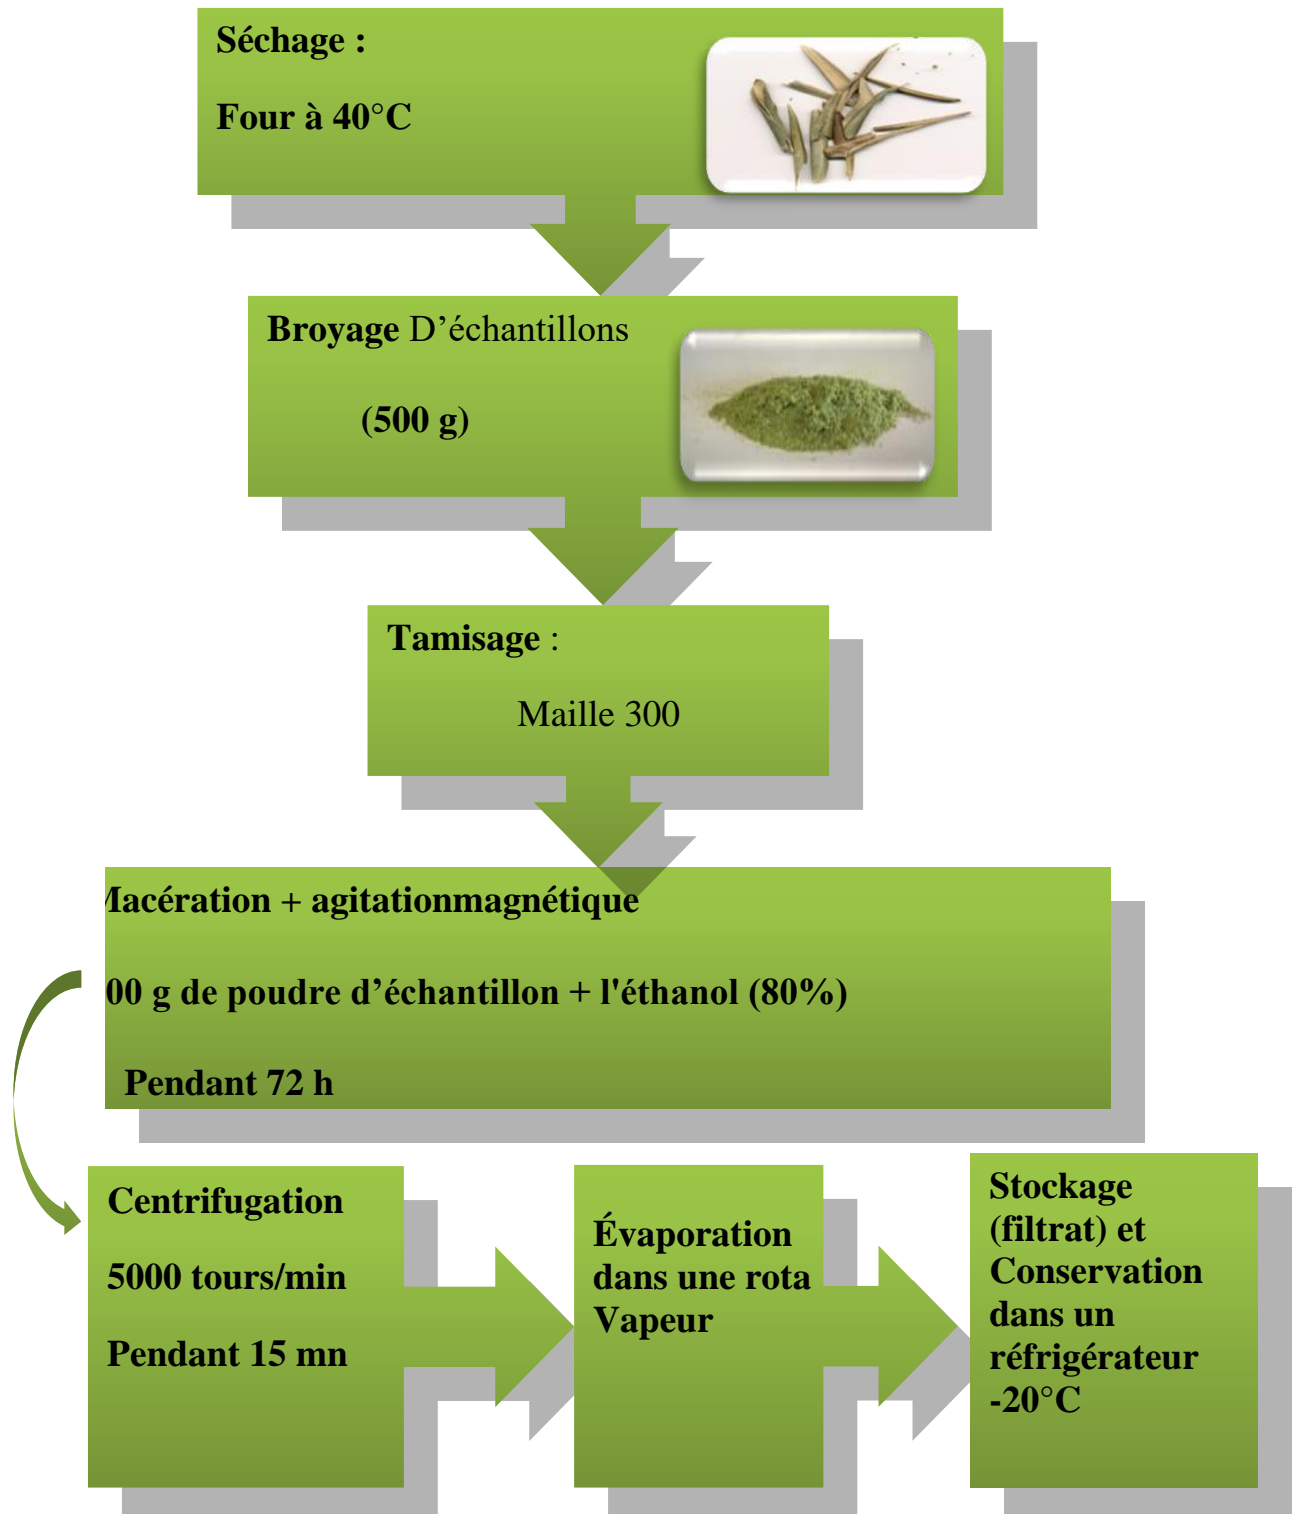 Séchage :
Four à 40°C
Broyage D’échantillons
(500 g)
Tamisage :
Maille 300
Macération + agitationmagnétique
00 g de poudre d’échantillon + l'éthanol (80%)
Pendant 72 h
Centrifugation
5000 tours/min
Pendant 15 mn
Évaporation
dans une rota
Vapeur
Stockage
(filtrat) et
Conservation
dans un
réfrigérateur
-20°C